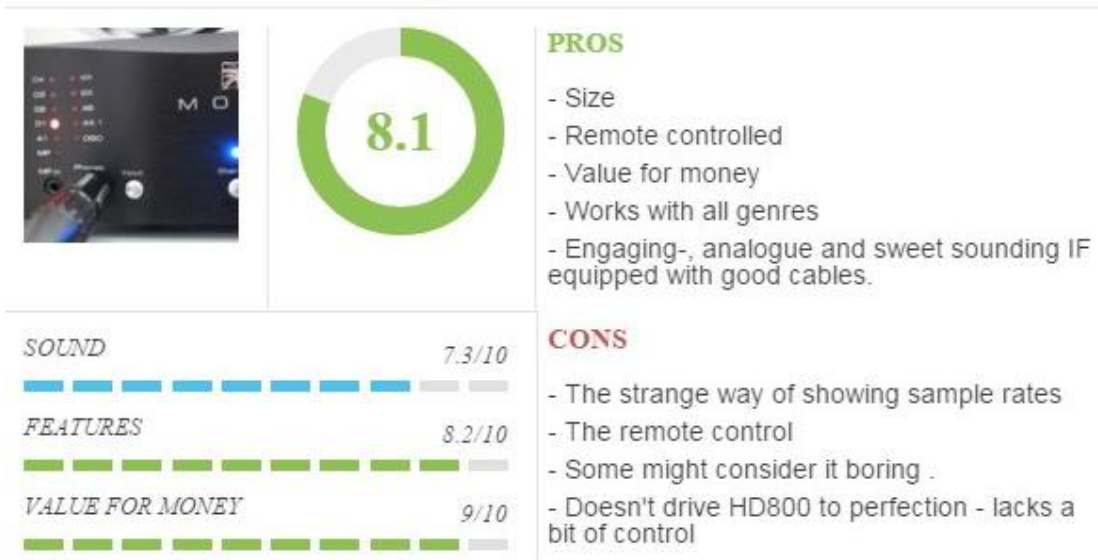 MO
8.1
PROS
- Size
- Remote controlled
- Value for money
- Works with all genres
- Engaging-, analogue and sweet sounding IF
equipped with good cables.
SOUND
7.3/10
FEATURES
8.2/10
VALUE FOR MONEY
9/10
CONS
- The strange way of showing sample rates
- The remote control
- Some might consider it boring .
- Doesn't drive HD800 to perfection - lacks a
bit of control